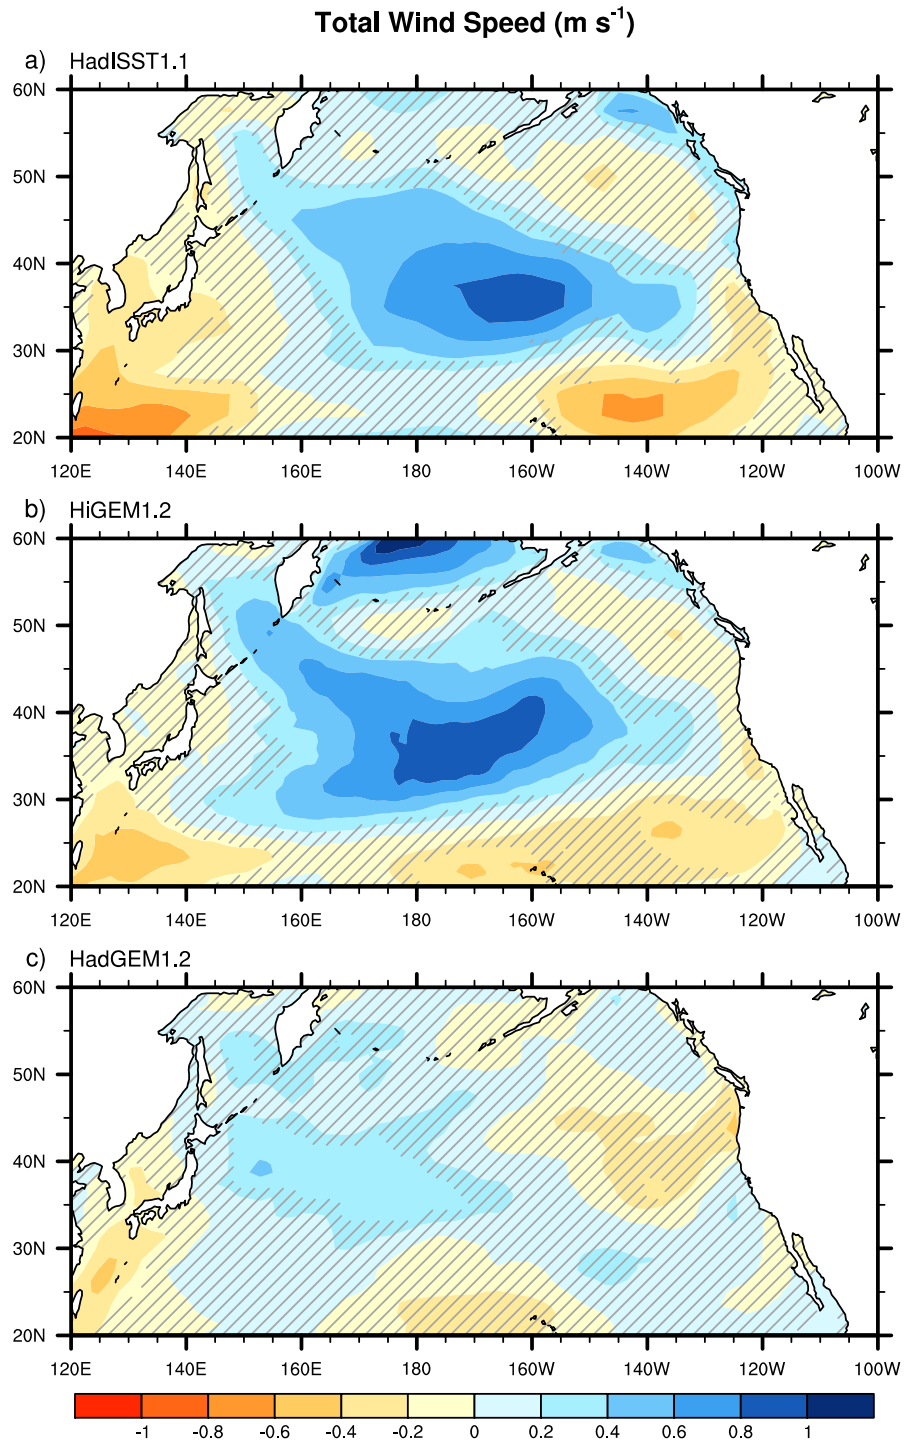 Total Wind Speed (m s-1)
a) HadISST1.1
60N
50N
40N
30N
20N
120E 140E 160E 180 160W 140W 120W 100W
b) HiGEM1.2
60N
50N
40N
30N
20N
120E 140E 160E 180 160W 140W 120W 100W
c) HadGEM1.2
60N
50N
40N
30N
20N
120E 140E 160E 180 160W 140W 120W 100W
-1 -0.8 -0.6 -0.4 -0.2 0 0.2 0.4 0.6 0.8 1